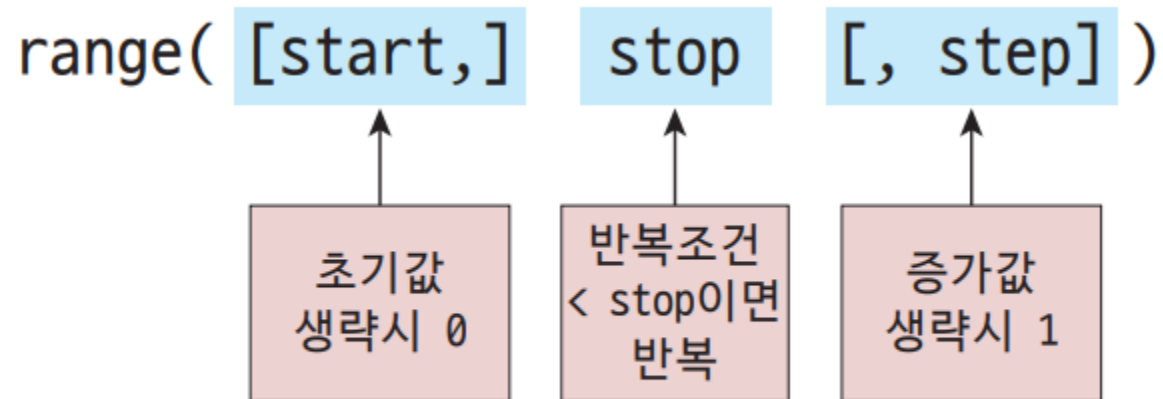 range( [start,] stop [, step] )
초기값
생략시 0
반복조건
< stop이면
반복
증가값
생략시 1